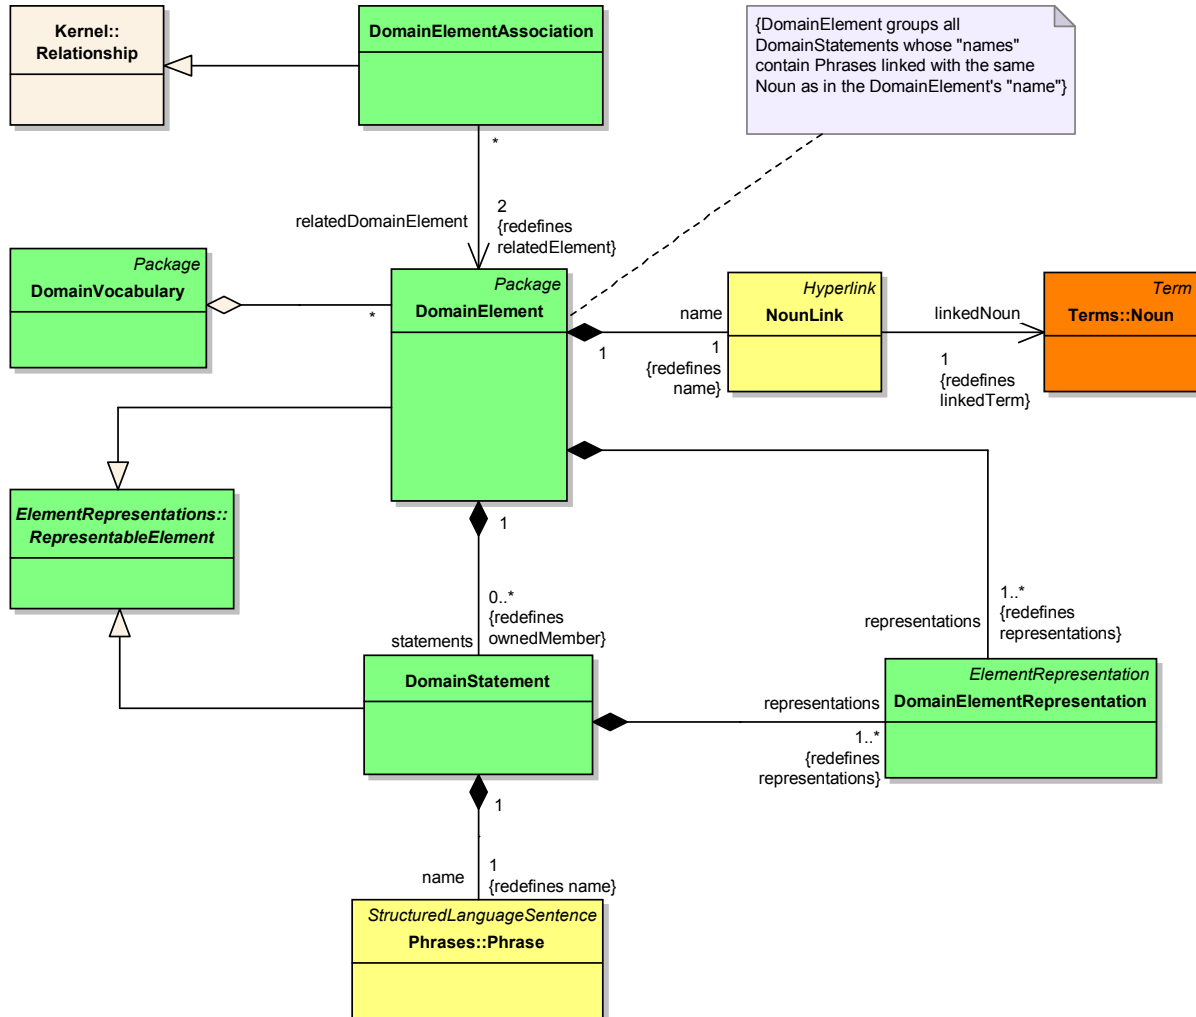 Kernel::
Relationship
DomainElementAssociation
{DomainElement groups all
DomainStatements whose "names"
contain Phrases linked with the same
Noun as in the DomainElement's "name"}
*
relatedDomainElement
2
{redefines
relatedElement}
Package
DomainVocabulary
*
Package
DomainElement
name
1
1
{redefines
name}
Hyperlink
NounLink
linkedNoun
1
{redefines
linkedTerm}
Term
Terms::Noun
ElementRepresentations::
RepresentableElement
1
0..*
{redefines
ownedMember}
statements
representations
1..*
{redefines
representations}
DomainStatement
representations
1..*
{redefines
representations}
ElementRepresentation
DomainElementRepresentation
1
name
1
{redefines name}
StructuredLanguageSentence
Phrases::Phrase